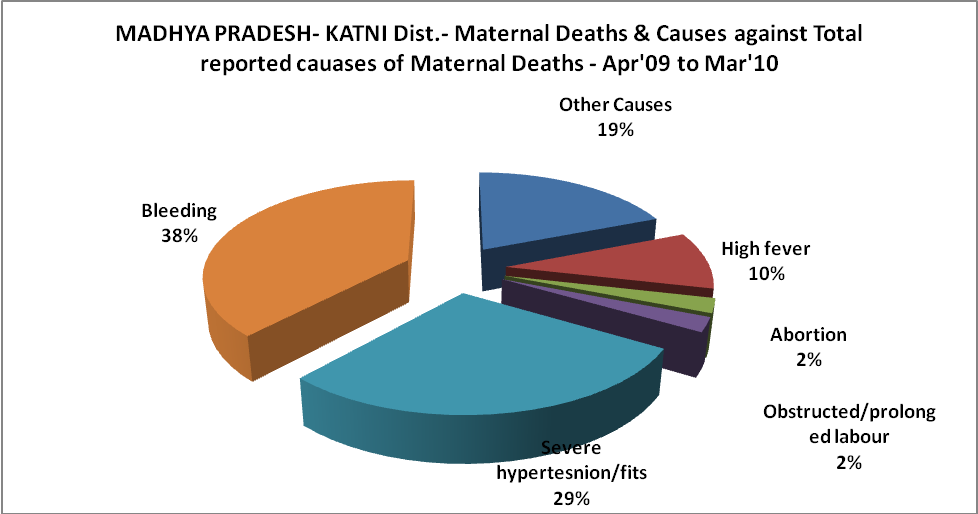 MADHYA PRADESH- KATNI Dist.- Maternal Deaths & Causes against Total
reported cauases of Maternal Deaths - Apr'09 to Mar'10
Other Causes
19%
Bleeding
38%
High fever
10%
Abortion
2%
Obstructed/prolong
ed labour
2%
Severe
hypertesnion/fits
29%